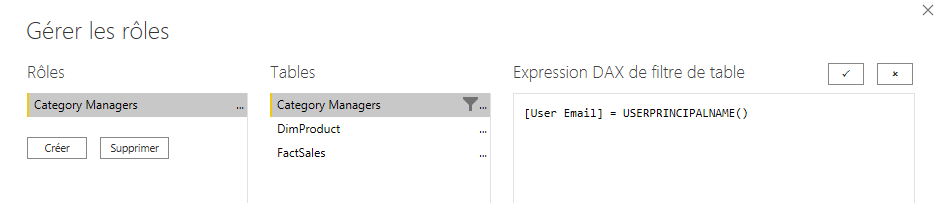 Gérer les rôles
Rôles
Category Managers
...
Créer
Supprimer
Tables
Category Managers
...
DimProduct
...
FactSales
...
Expression DAX de filtre de table
[User Email] = USERPRINCIPALNAME()